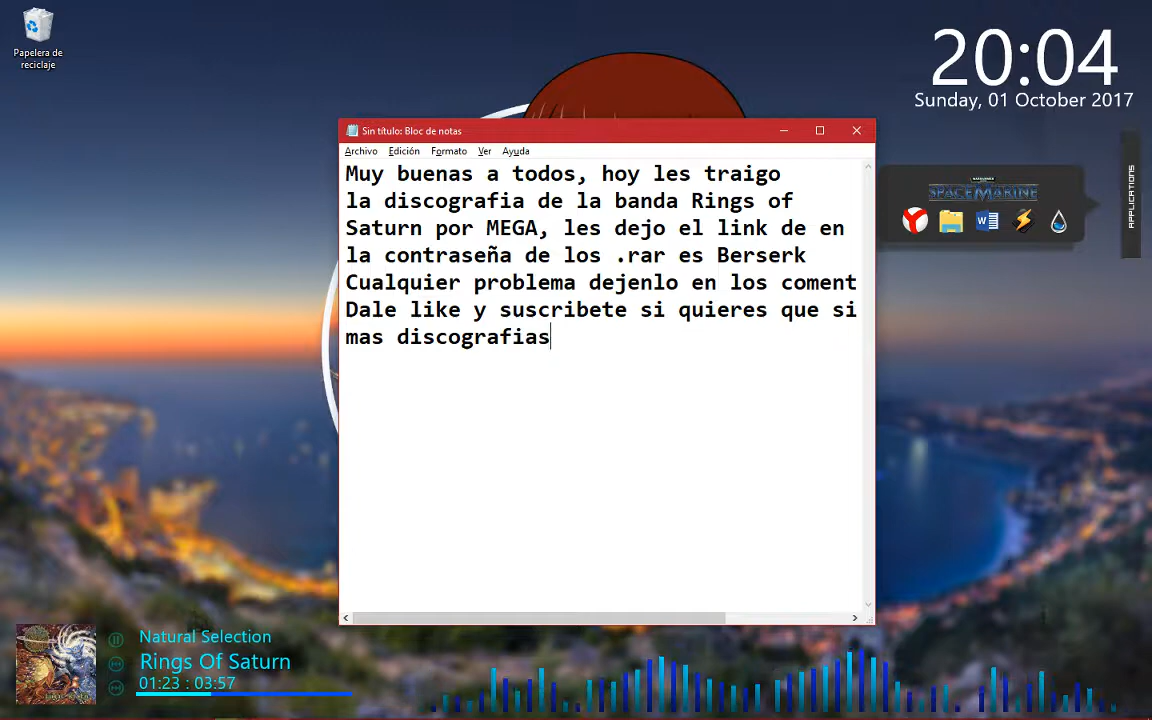 Papelera de
reciclaje
20:04
Sunday, 01 October 2017
Sin título: Bloc de notas
Archivo Edición Formato Ver Ayuda
Muy buenas a todos, hoy les traigo
la discografia de la banda Rings of
Saturn por MEGA, les dejo el link de en
la contraseña de los .rar es Berserk
Cualquier problema dejenlo en los coment
Dale like y suscribete si quieres que si
mas discografias
SPACE MARINE
APPLICATIONS
Natural Selection
Rings Of Saturn
01:23 : 03:57